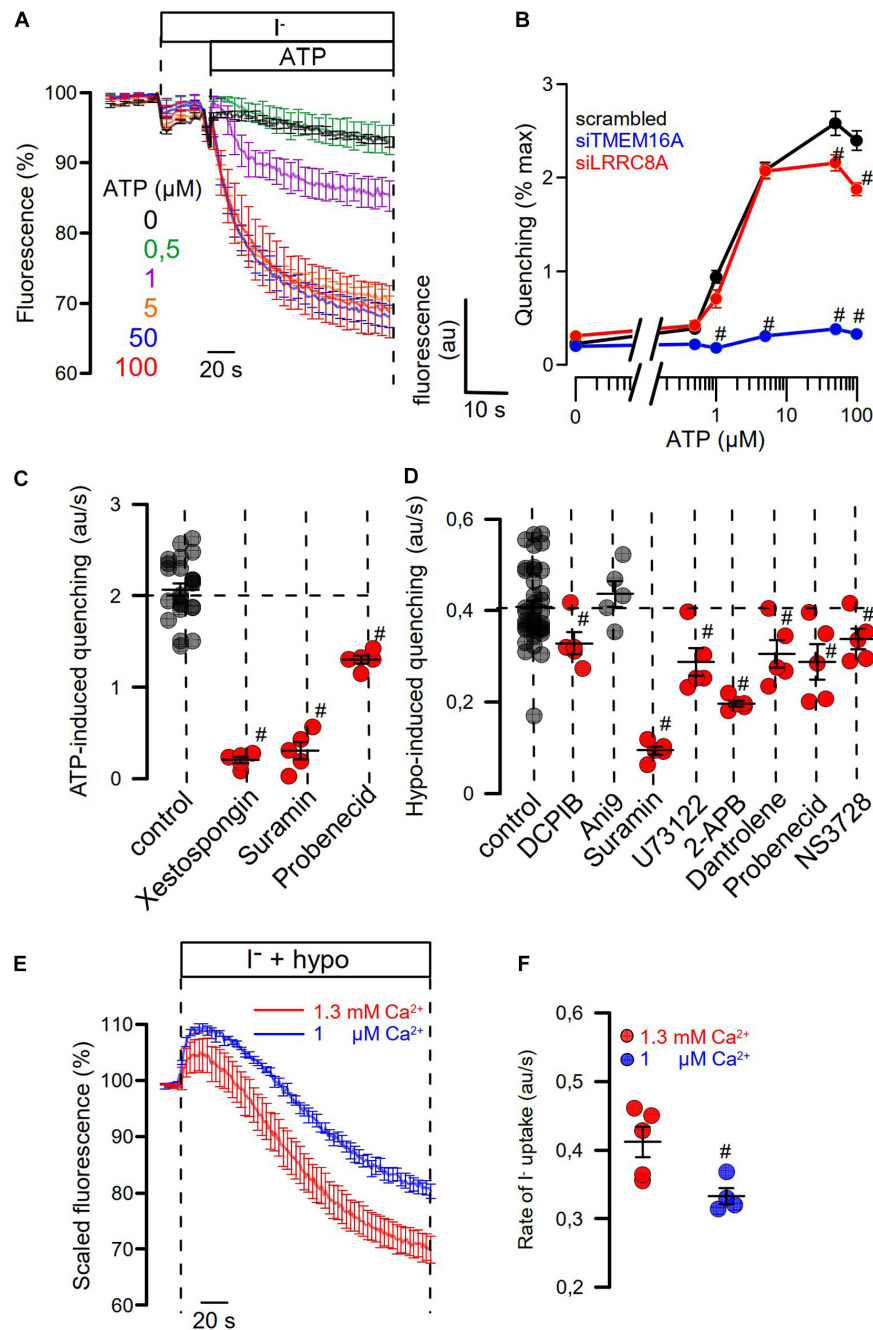 A
I-
ATP
100
90
80
70
60
Fluorescence (%)
ATP (µM)
0
0,5
1
5
50
100
20 s
fluorescence
(au)
10 s
B
scrambled
siTMEM16A
siLRRC8A
Quenching (% max)
3
2
1
0
#
#
#
#
#
#
0
1
10
100
ATP (µM)
C
ATP-induced quenching (au/s)
3
2
1
0
#
#
#
control
Xestospongin
Suramin
Probenecid
D
Hypo-induced quenching (au/s)
0,6
0,4
0,2
0
#
#
#
#
#
#
#
control
DCPIB
Ani9
Suramin
U73122
2-APB
Dantrolene
Probenecid
NS3728
E
I- + hypo
1.3 mM Ca2+
1 µM Ca2+
Scaled fluorescence (%)
110
100
90
80
70
60
20 s
F
Rate of I- uptake (au/s)
0,6
0,5
0,4
0,3
0,2
1.3 mM Ca2+
1 µM Ca2+
#